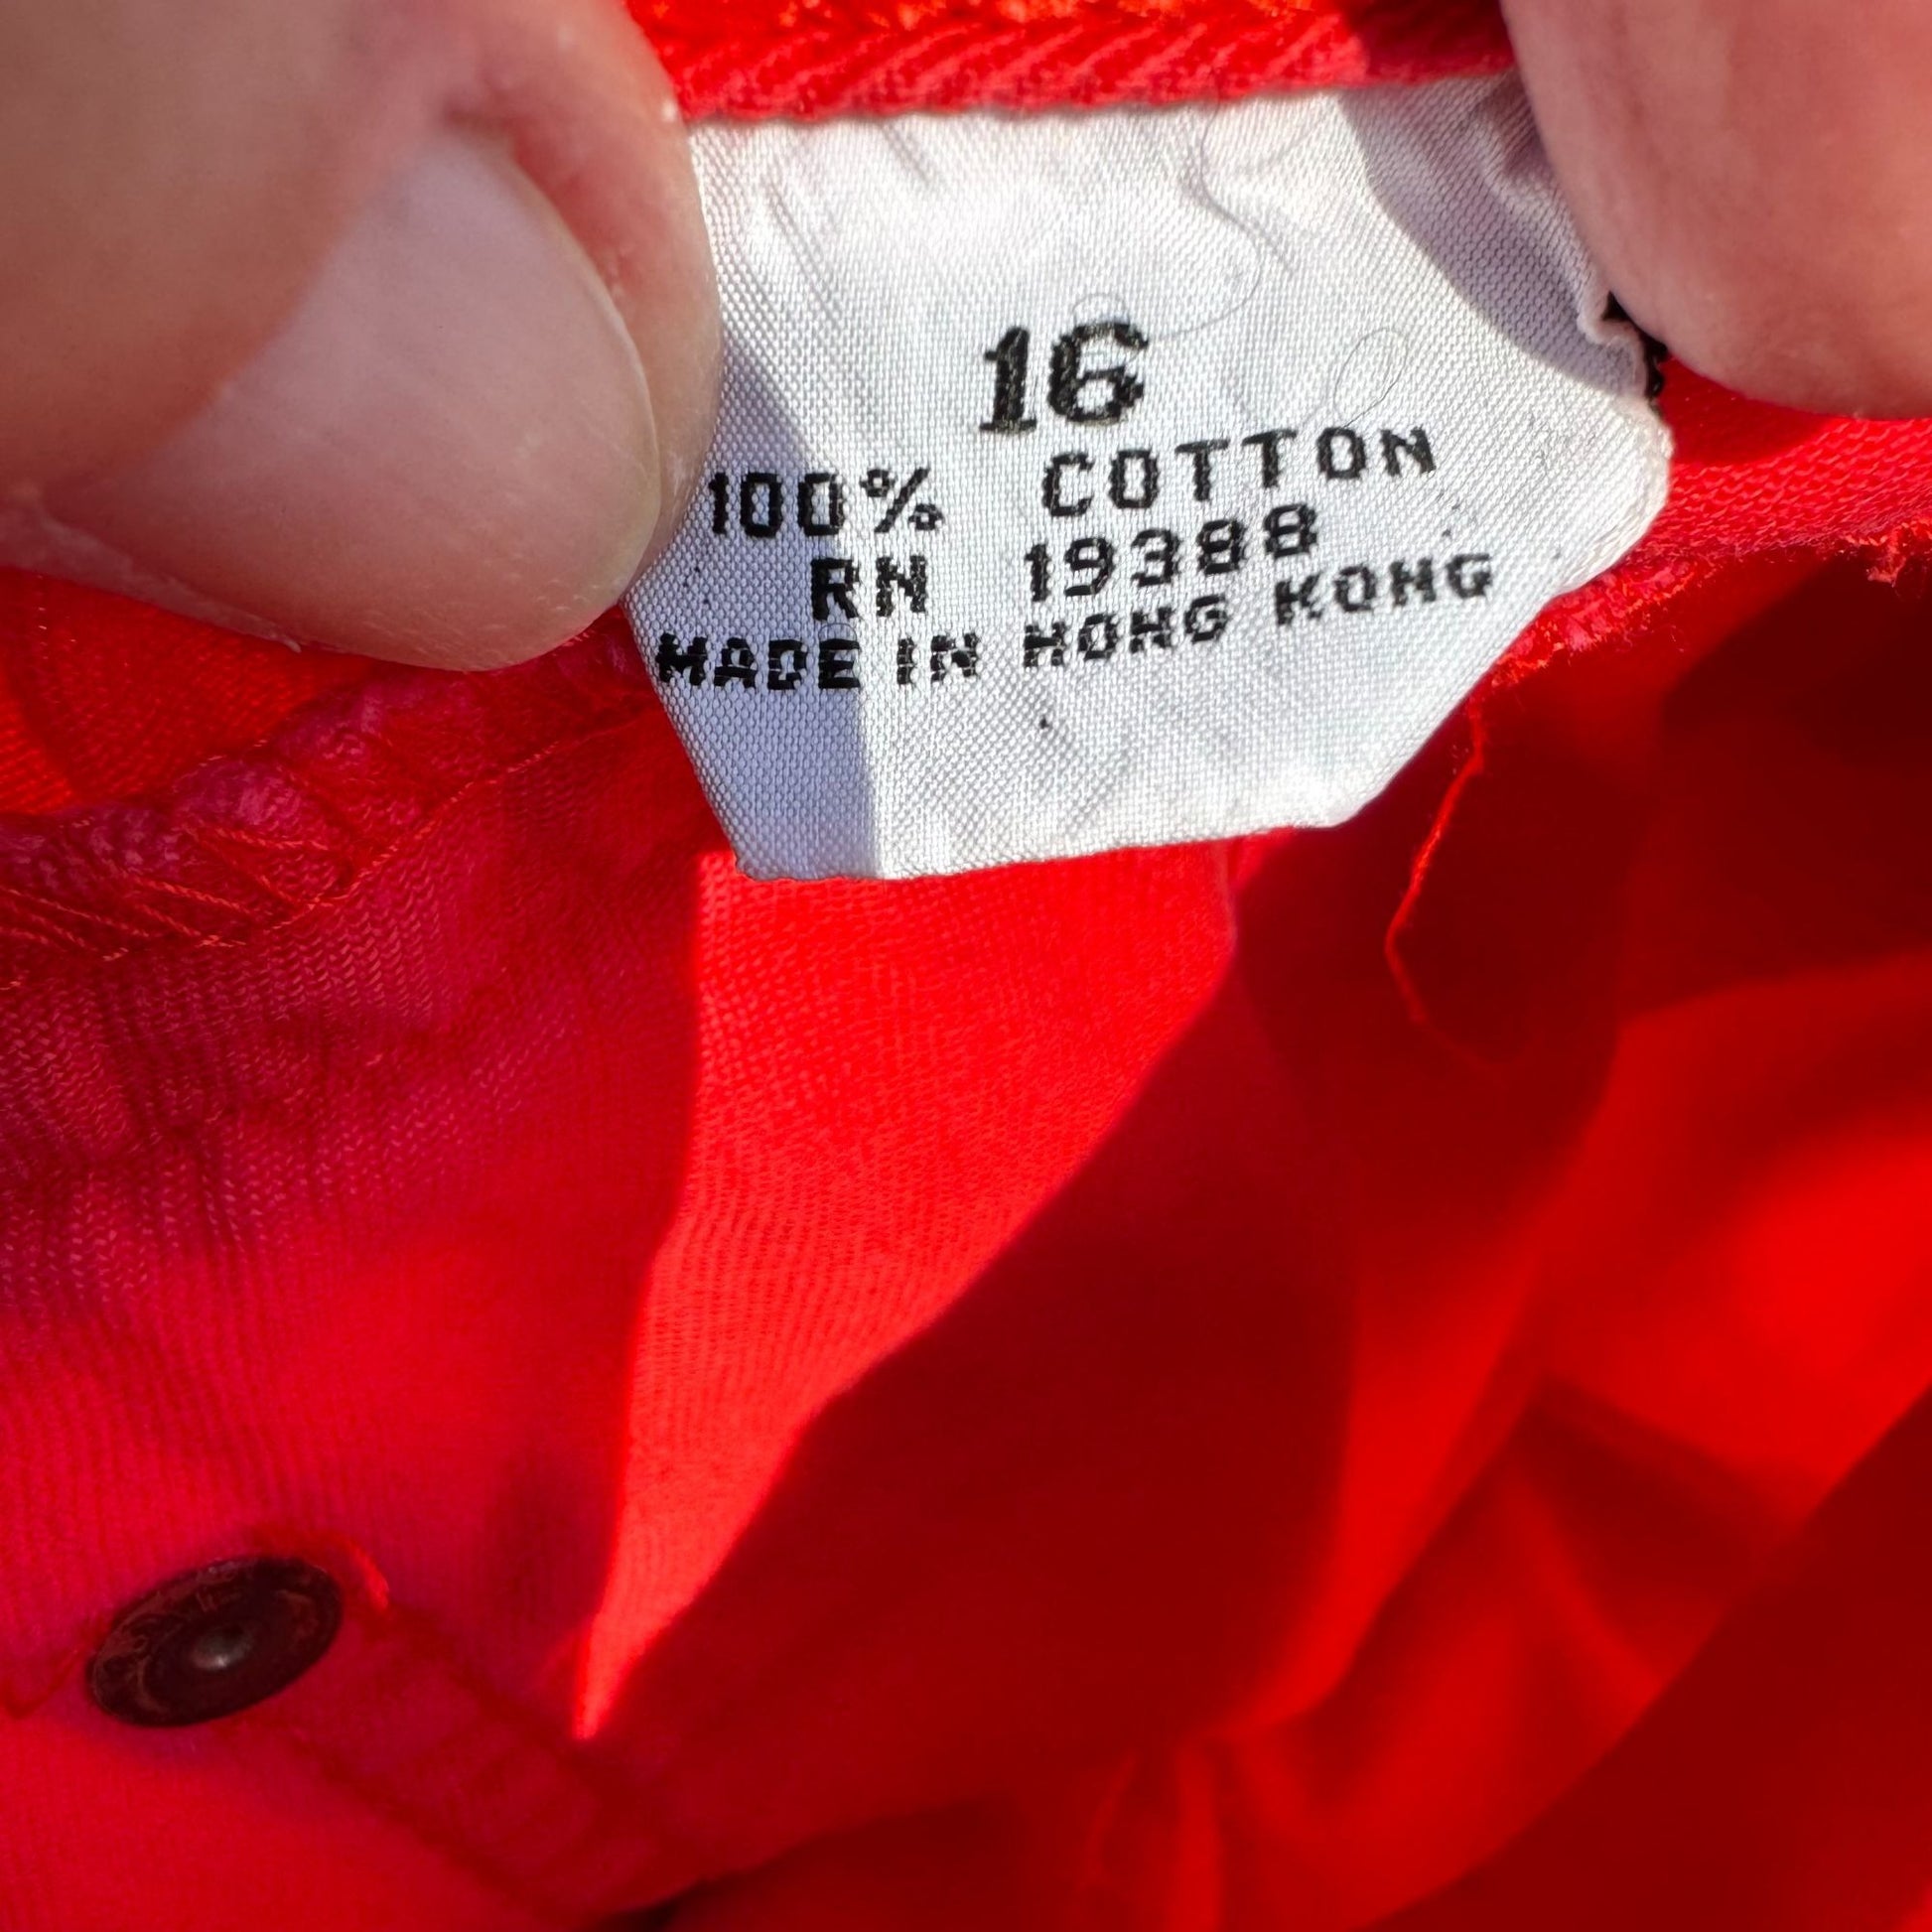 16
100% COTTON
RN 19388
MADE IN HONG KONG